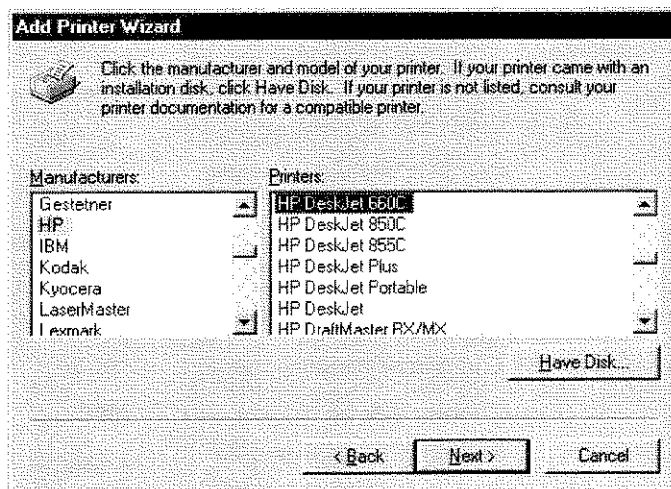 Add Printer Wizard
Click the manufacturer and model of your printer. If your printer came with an
installation disk, click Have Disk. If your printer is not listed, consult your
printer documentation for a compatible printer.
Manufacturers:
Printers:
Gestetner
HP
IBM
Kodak
Kyocera
LaserMaster
Lexmark
HP DeskJet 660C
HP DeskJet 850C
HP DeskJet 855C
HP DeskJet Plus
HP DeskJet Portable
HP DeskJet
HP DraftMaster RX/MX
Have Disk...
< Back
Next >
Cancel